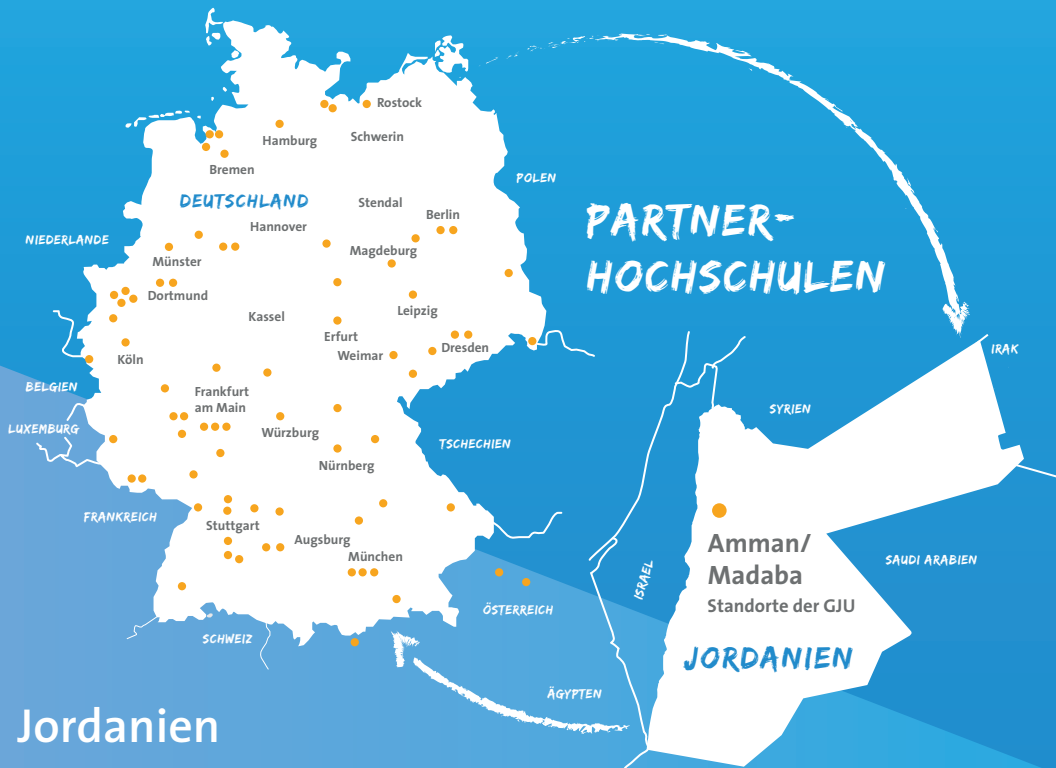 Rostock
Hamburg
Schwerin
Bremen
POLEN
DEUTSCHLAND
Stendal
Berlin
Hannover
PARTNER-
HOCHSCHULEN
NIEDERLANDE
Magdeburg
Münster
Dortmund
Leipzig
Kassel
Erfurt
Weimar
Dresden
Köln
IRAK
BELGIEN
Frankfurt
am Main
SYRIEN
LUXEMBURG
Würzburg
TSCHECHIEN
Nürnberg
FRANKREICH
Stuttgart
Augsburg
München
Amman/
Madaba
Standorte der GJU
SAUDI ARABIEN
ISRAEL
ÖSTERREICH
SCHWEIZ
JORDANIEN
ÄGYPTEN
Jordanien